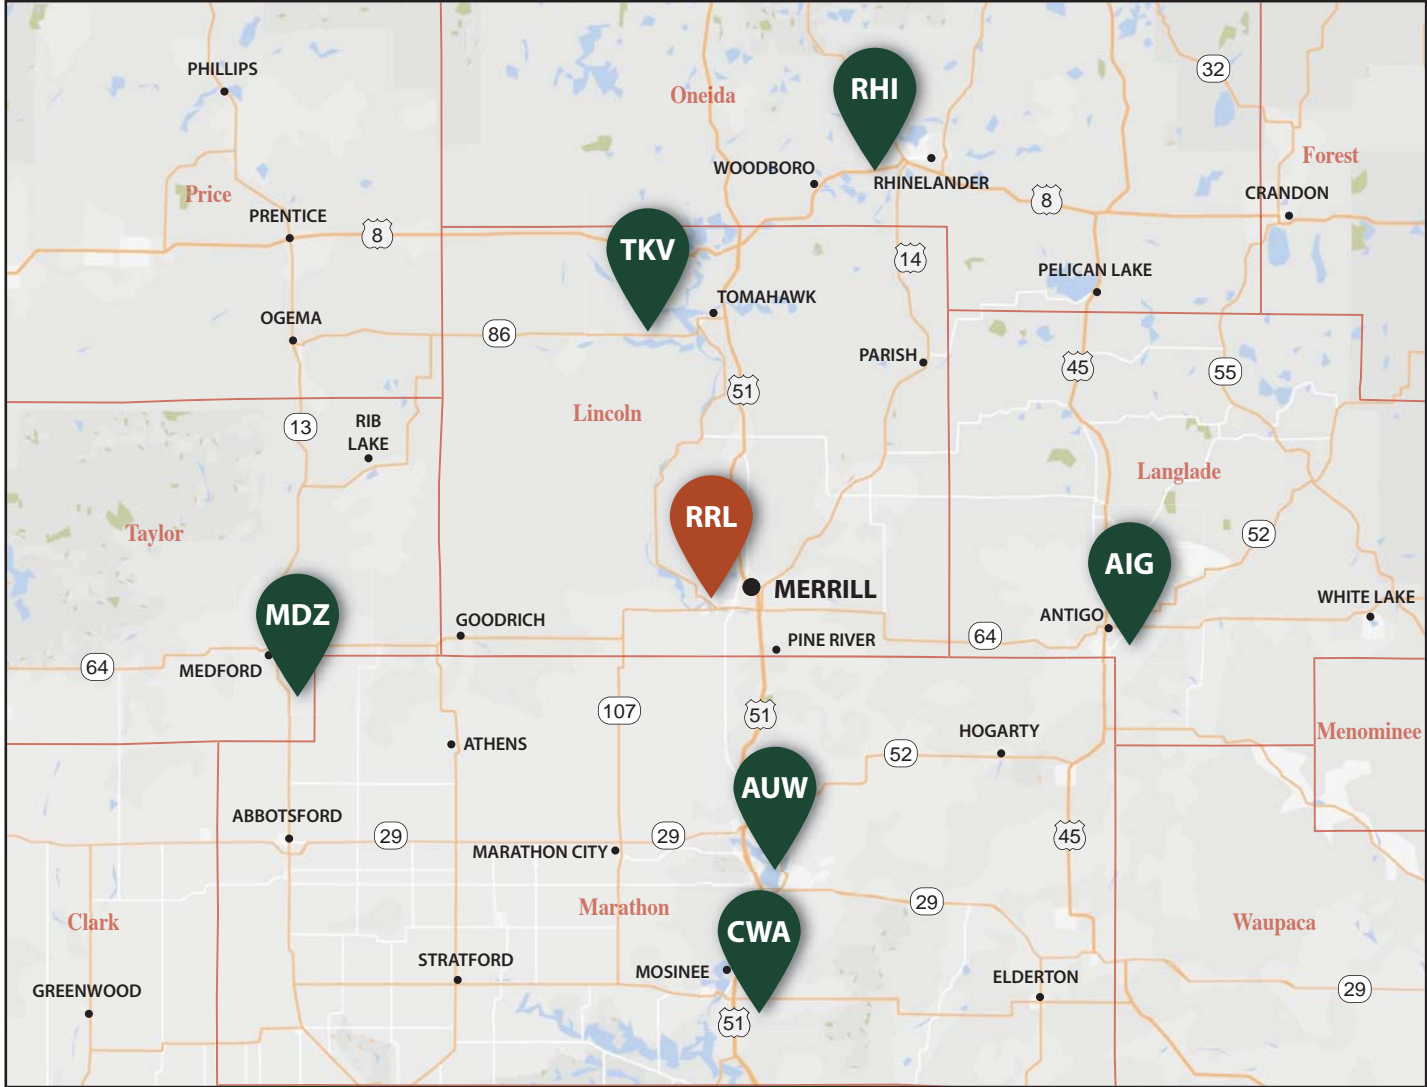 PHILLIPS
32
RHI
Oneida
Forest
WOODBORO
RHINELANDER
Price
CRANDON
8
PRENTICE
8
TKV
14
PELICAN LAKE
TOMAHAWK
OGEMA
86
PARISH
45
55
51
Lincoln
RIB
LAKE
13
Langlade
RRL
Taylor
52
AIG
MERRILL
WHITE LAKE
MDZ
ANTIGO
GOODRICH
PINE RIVER
64
64
MEDFORD
107
51
HOGARTY
Menominee
ATHENS
52
AUW
ABBOTSFORD
29
29
45
MARATHON CITY
29
Marathon
Clark
Waupaca
CWA
STRATFORD
MOSINEE
ELDERTON
GREENWOOD
29
51